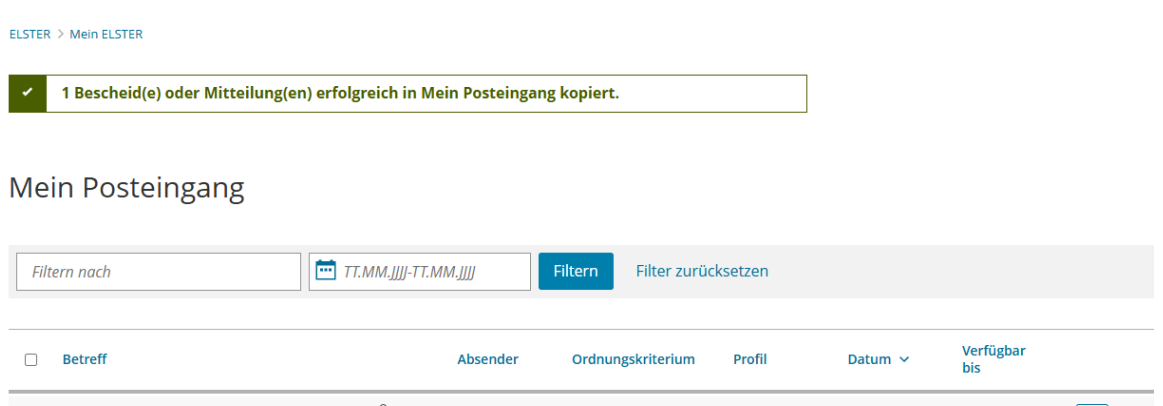 ELSTER > Mein ELSTER
1 Bescheid(e) oder Mitteilung(en) erfolgreich in Mein Posteingang kopiert.
Mein Posteingang
Filtern nach TT.MM.JJJJ-TT.MM.JJJJ Filtern Filter zurücksetzen
Betreff Absender Ordnungskriterium Profil Datum Verfügbar
bis